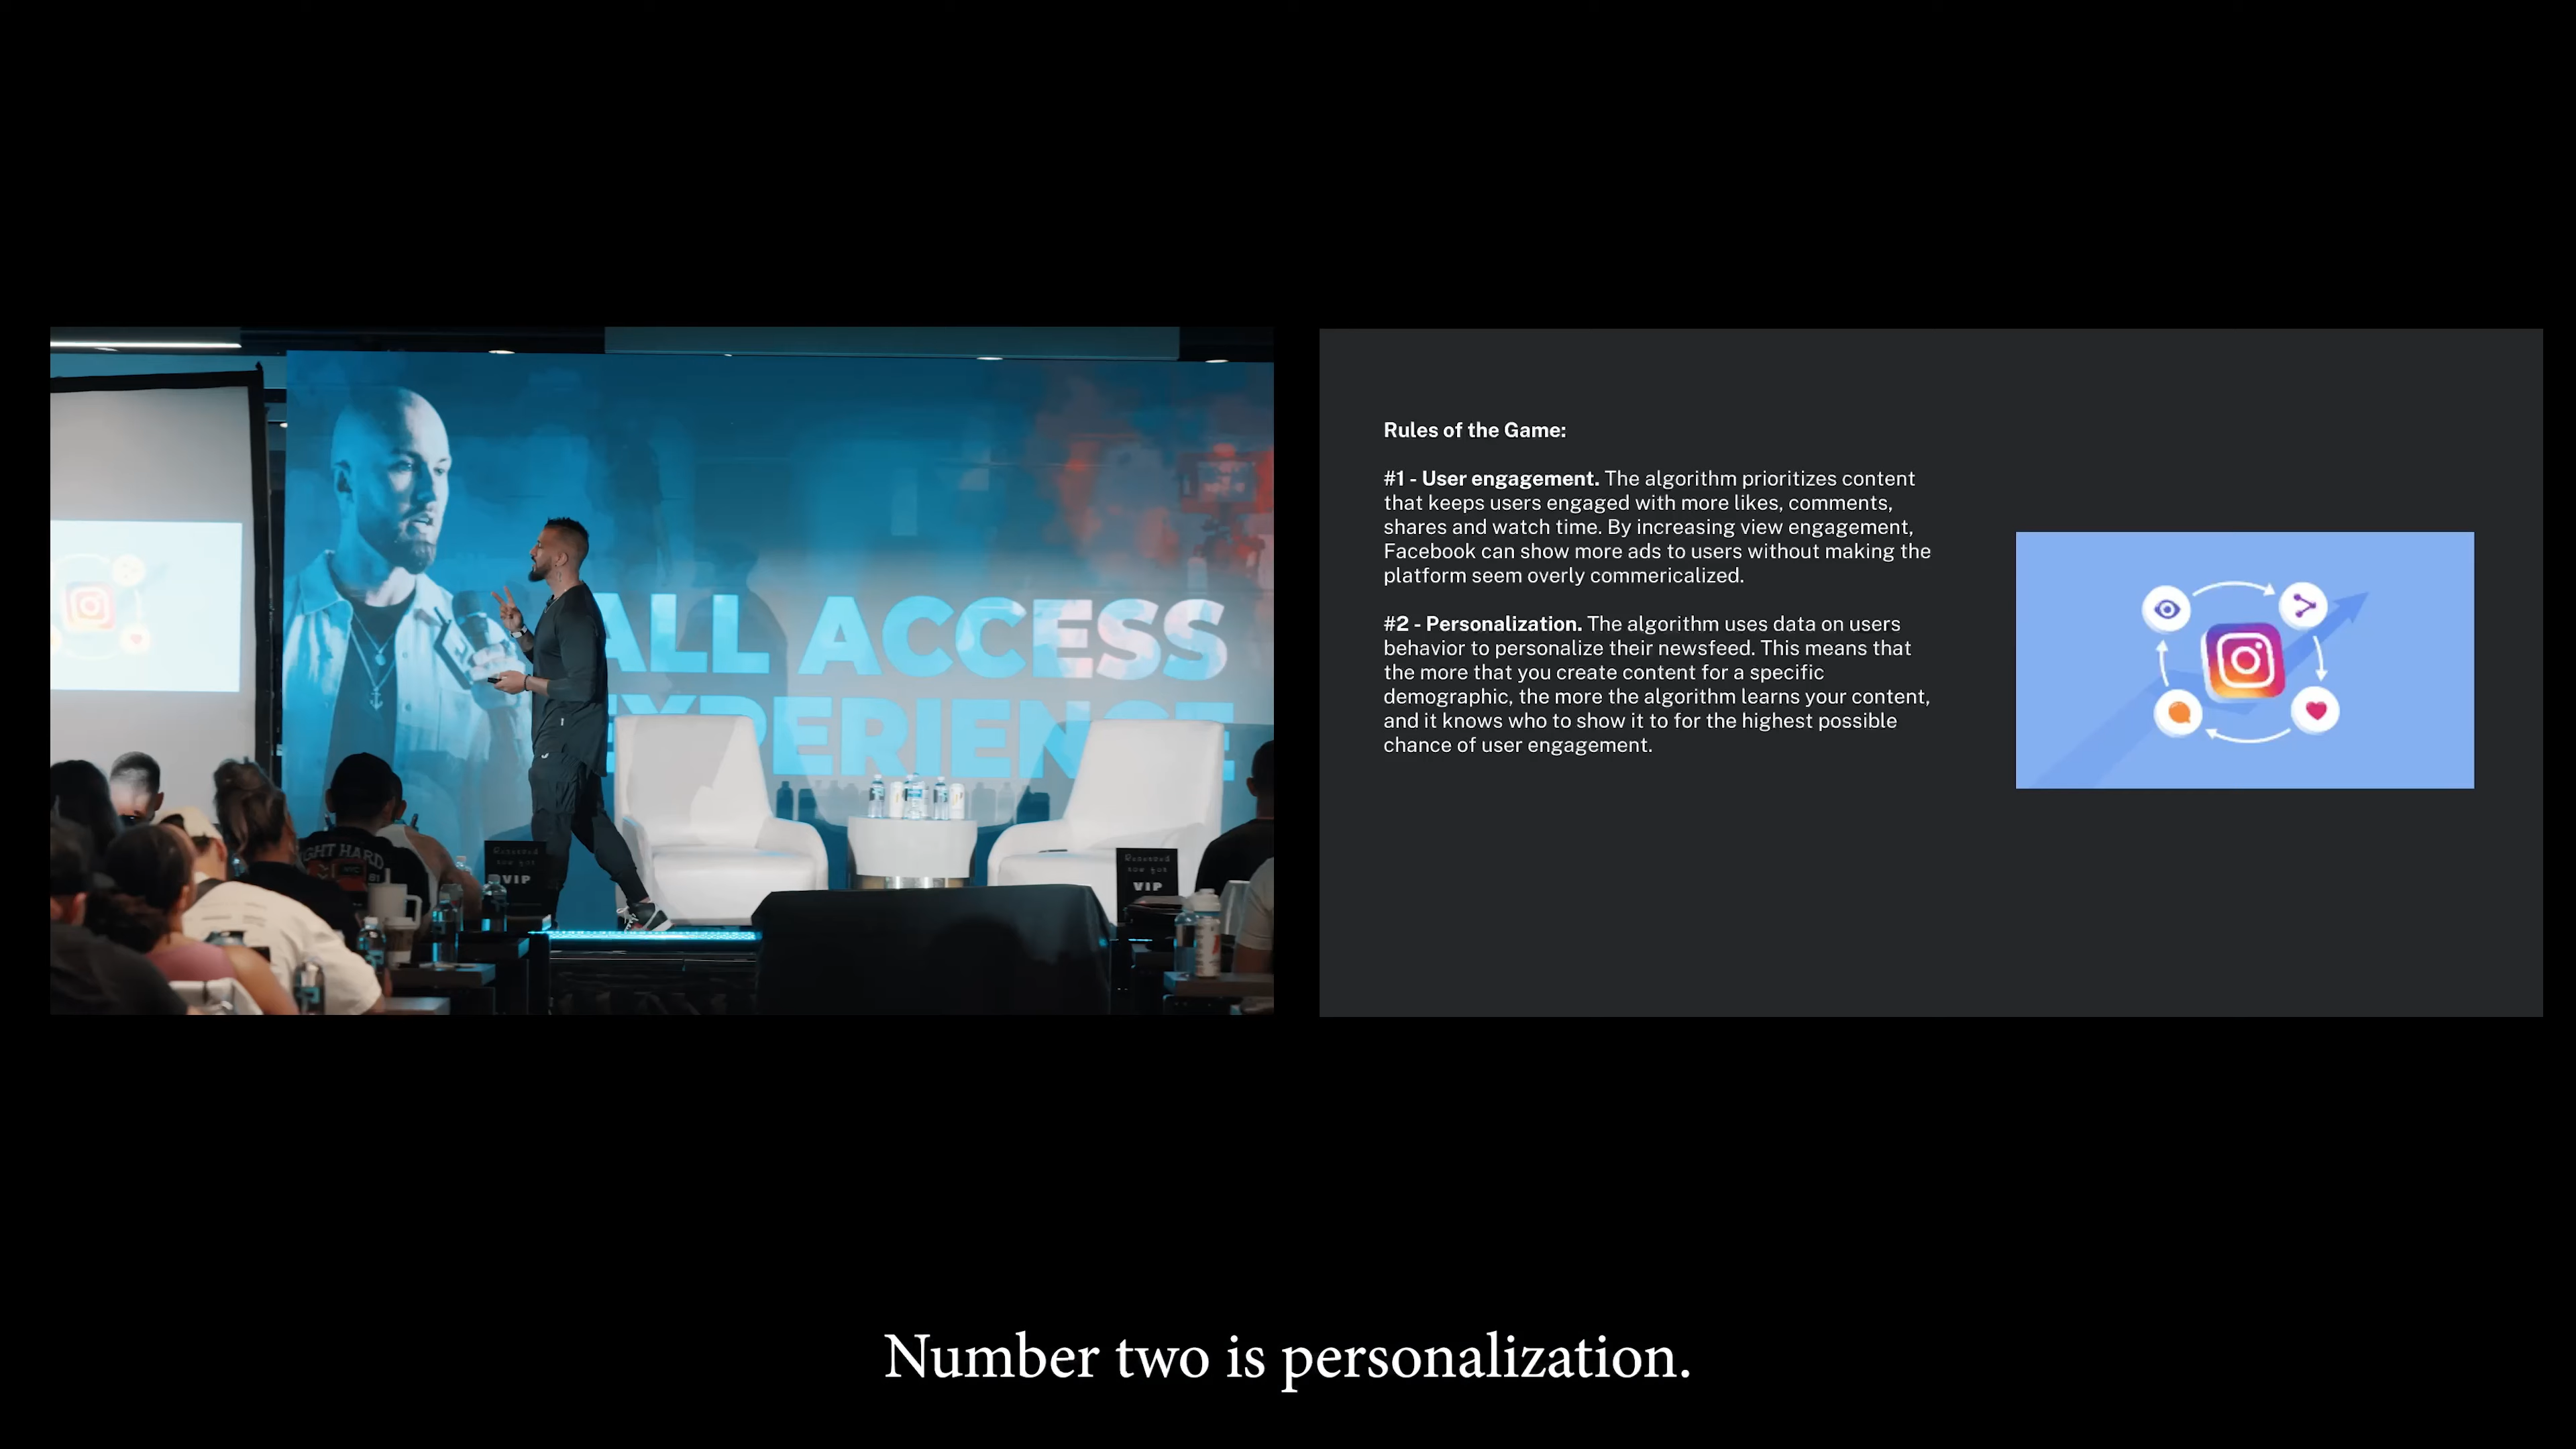 ALL ACCESS
EXPERIENCE
GHT HARD
VIP
VIP
Rules of the Game:
#1 - User engagement. The algorithm prioritizes content
that keeps users engaged with more likes, comments,
shares and watch time. By increasing view engagement,
Facebook can show more ads to users without making the
platform seem overly commericalized.
#2 - Personalization. The algorithm uses data on users
behavior to personalize their newsfeed. This means that
the more that you create content for a specific
demographic, the more the algorithm learns your content,
and it knows who to show it to for the highest possible
chance of user engagement.
Number two is personalization.